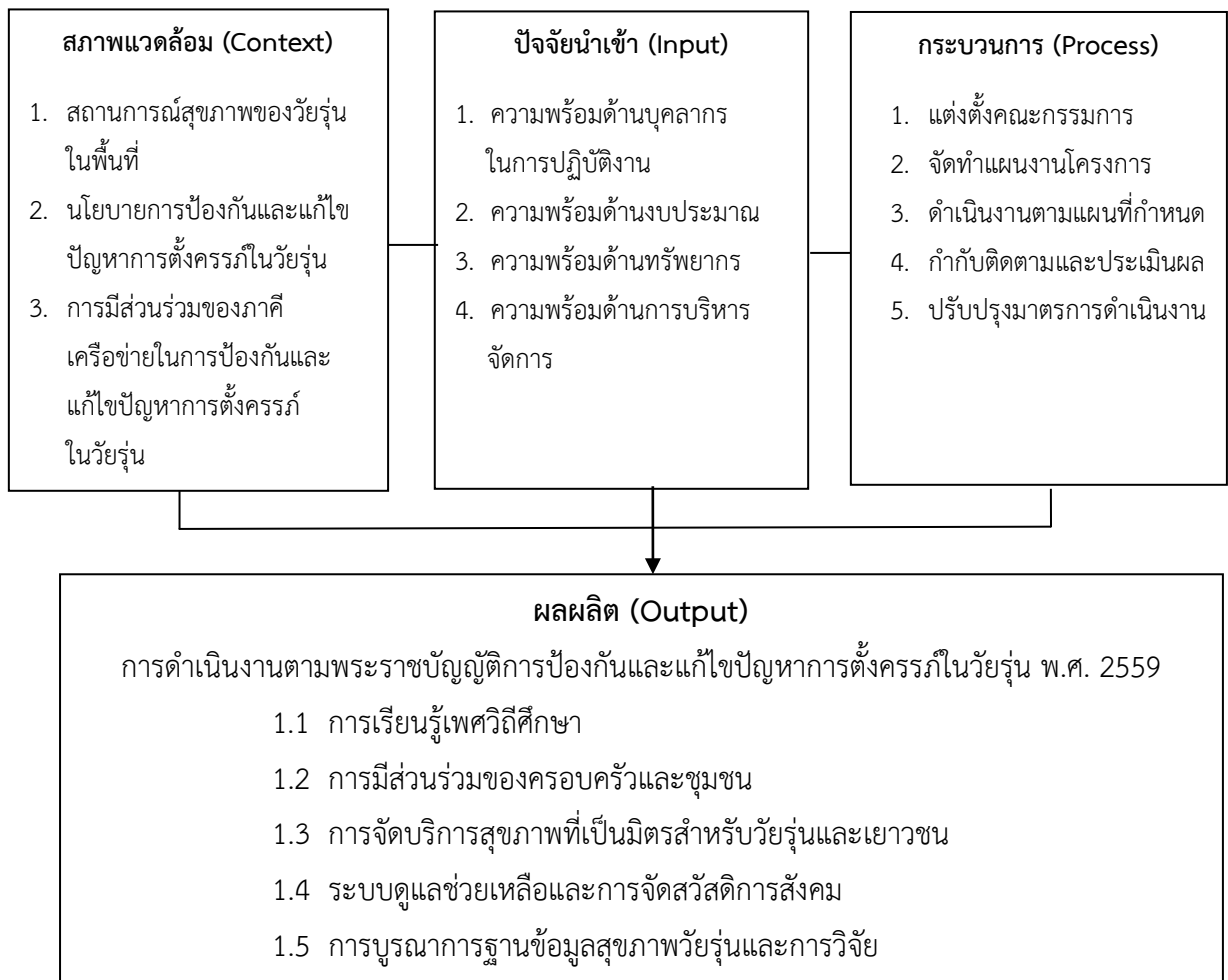 สภาพแวดล้อม (Context)
1. สถานการณ์สุขภาพของวัยรุ่น
ในพื้นที่
2. นโยบายการป้องกันและแก้ไข
ปัญหาการตั้งครรภ์ในวัยรุ่น
3. การมีส่วนร่วมของภาคี
เครือข่ายในการป้องกันและ
แก้ไขปัญหาการตั้งครรภ์
ในวัยรุ่น
ปัจจัยนำเข้า (Input)
1. ความพร้อมด้านบุคลากร
ในการปฏิบัติงาน
2. ความพร้อมด้านงบประมาณ
3. ความพร้อมด้านทรัพยากร
4. ความพร้อมด้านการบริหาร
จัดการ
กระบวนการ (Process)
1. แต่งตั้งคณะกรรมการ
2. จัดทำแผนงานโครงการ
3. ดำเนินงานตามแผนที่กำหนด
4. กำกับติดตามและประเมินผล
5. ปรับปรุงมาตรการดำเนินงาน
ผลผลิต (Output)
การดำเนินงานตามพระราชบัญญัติการป้องกันและแก้ไขปัญหาการตั้งครรภ์ในวัยรุ่น พ.ศ. 2559
1.1 การเรียนรู้เพศวิถีศึกษา
1.2 การมีส่วนร่วมของครอบครัวและชุมชน
1.3 การจัดบริการสุขภาพที่เป็นมิตรสำหรับวัยรุ่นและเยาวชน
1.4 ระบบดูแลช่วยเหลือและการจัดสวัสดิการสังคม
1.5 การบูรณาการฐานข้อมูลสุขภาพวัยรุ่นและการวิจัย